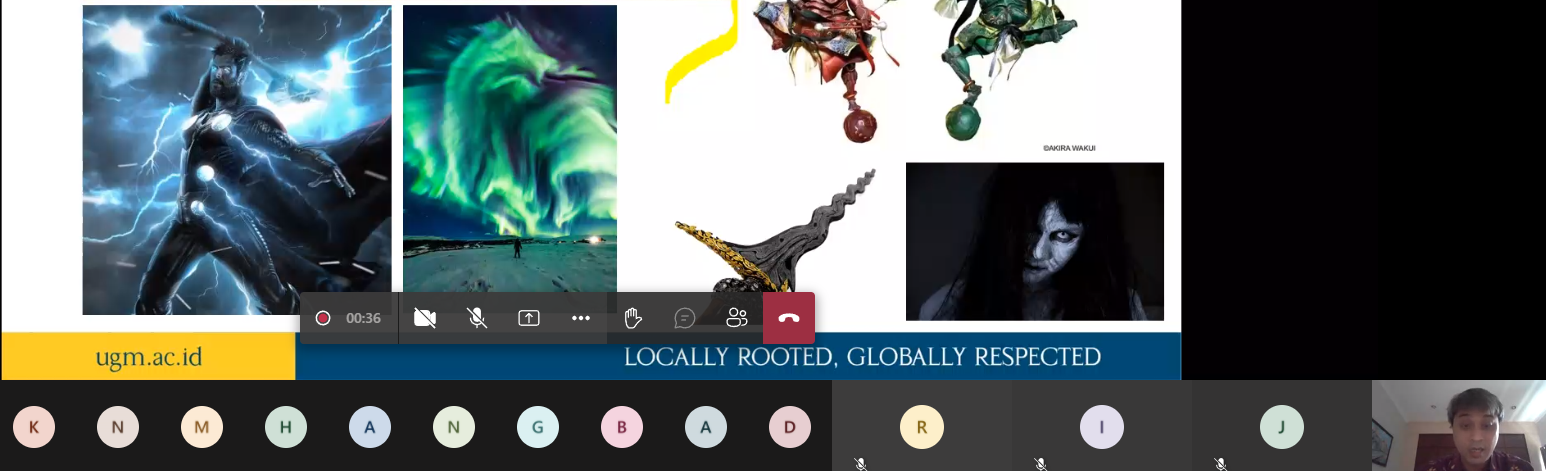 ©AKIRA WAKUI
00:36
ugm.ac.id
LOCALLY ROOTED, GLOBALLY RESPECTED
K N M H A N G B A D R I J